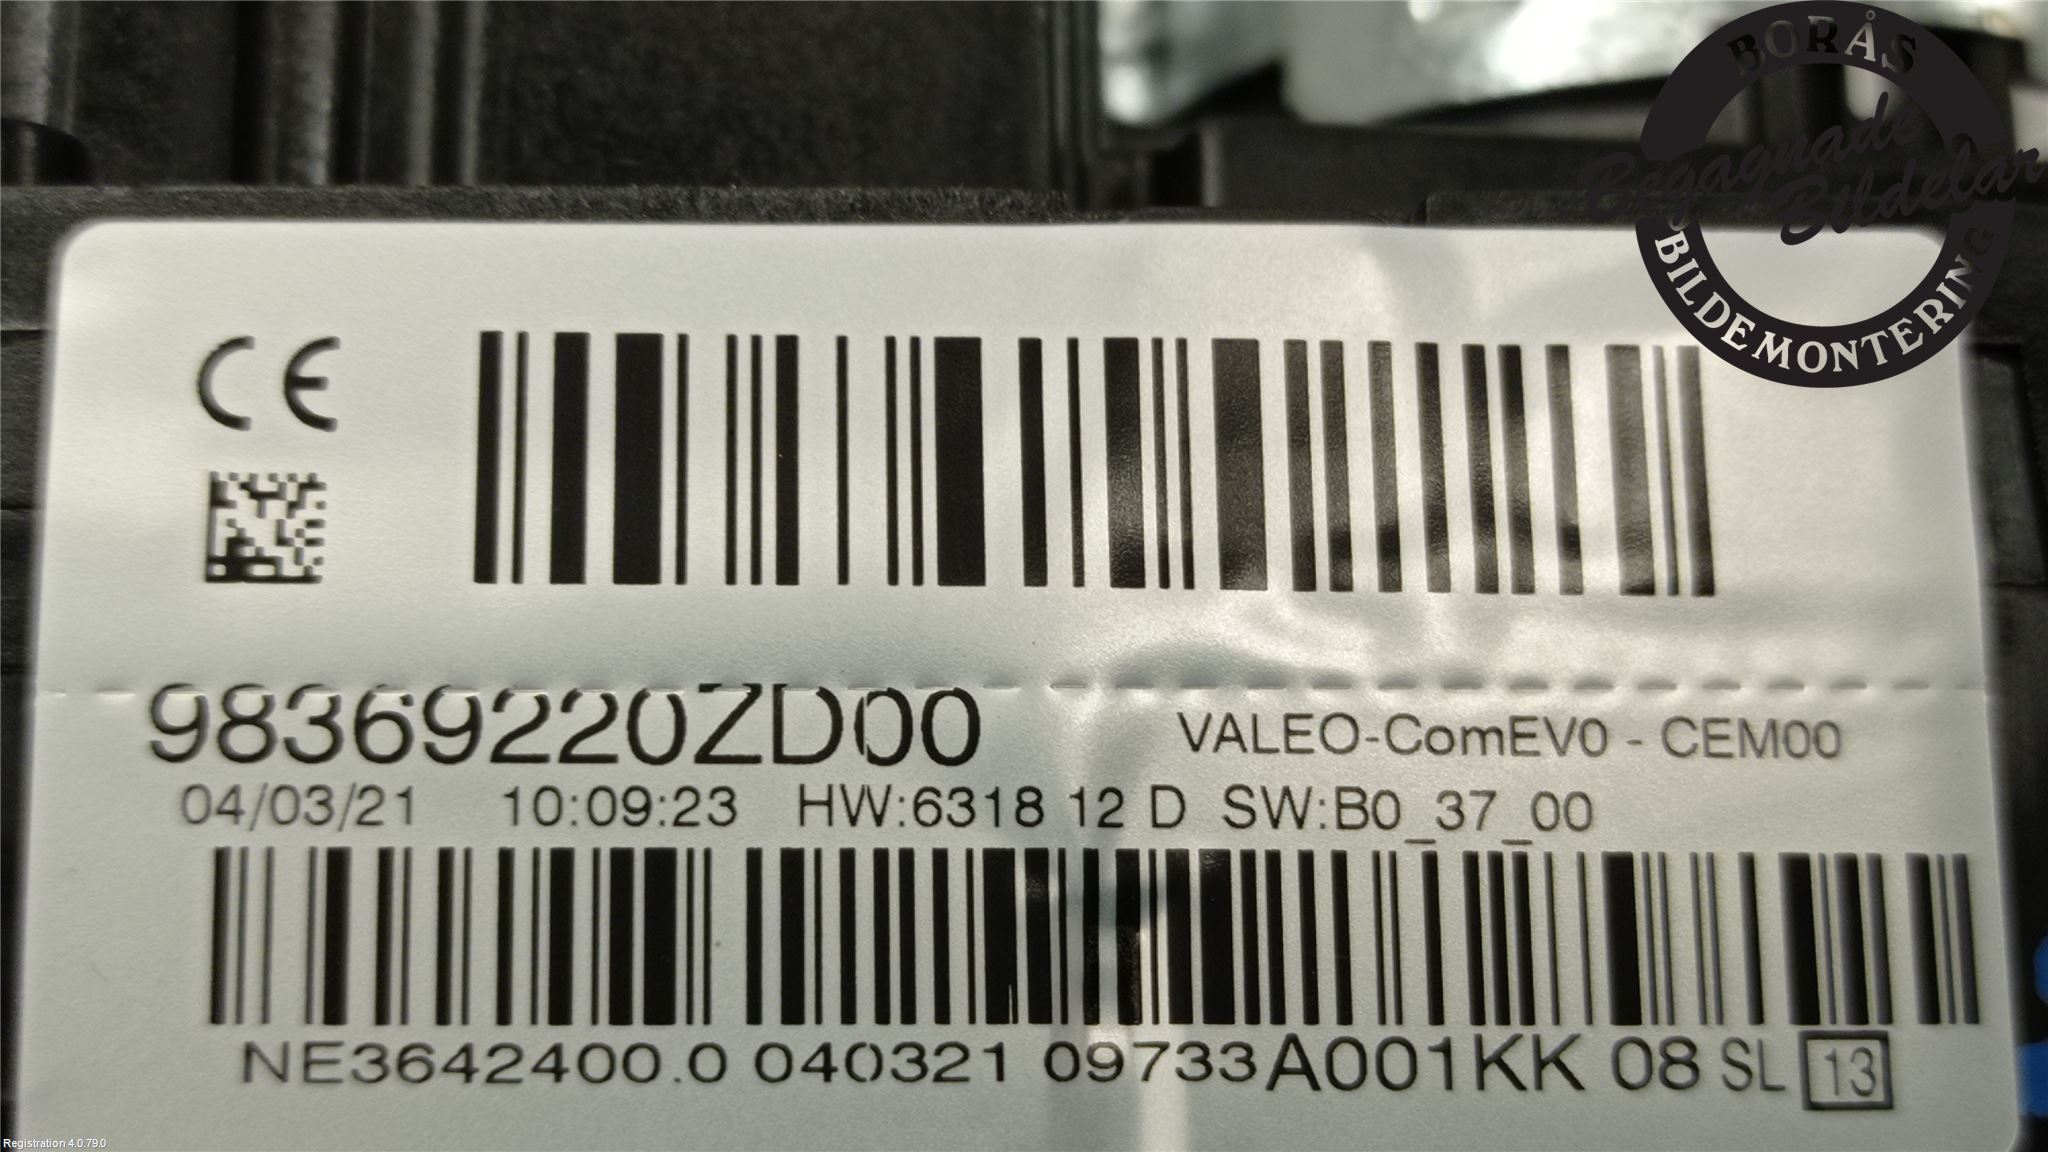 BORÅS
Begagnade
Bildelar
BILDEMONTERING
CE
98369220ZD00
VALEO-ComEV0 - CEM00
04/03/21 10:09:23 HW:6318 12 D SW:B0_37_00
NE3642400.0 040321 09733A001KK 08 SL 13
Registration 4.0.79.0